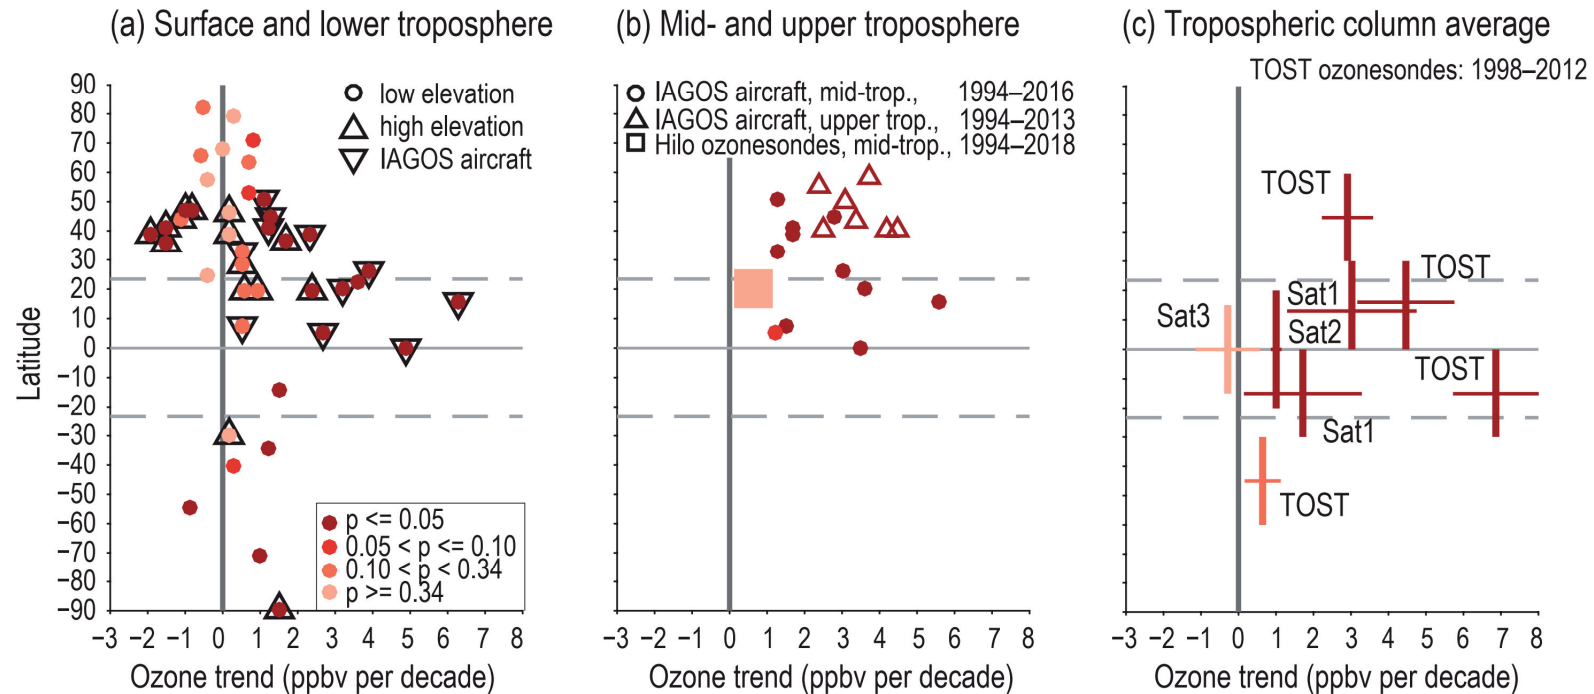 (a) Surface and lower troposphere
(b) Mid- and upper troposphere
(c) Tropospheric column average
TOST ozonesondes: 1998–2012
low elevation
high elevation
IAGOS aircraft
IAGOS aircraft, mid-trop., 1994–2016
IAGOS aircraft, upper trop., 1994–2013
Hilo ozonesondes, mid-trop., 1994–2018
Latitude
90
80
70
60
50
40
30
20
10
0
−10
−20
−30
−40
−50
−60
−70
−80
−90
p <= 0.05
0.05 < p <= 0.10
0.10 < p < 0.34
p >= 0.34
TOST
TOST
Sat1
Sat3
Sat2
TOST
Sat1
TOST
−3 −2 −1 0 1 2 3 4 5 6 7 8
−3 −2 −1 0 1 2 3 4 5 6 7 8
−3 −2 −1 0 1 2 3 4 5 6 7 8
Ozone trend (ppbv per decade)
Ozone trend (ppbv per decade)
Ozone trend (ppbv per decade)